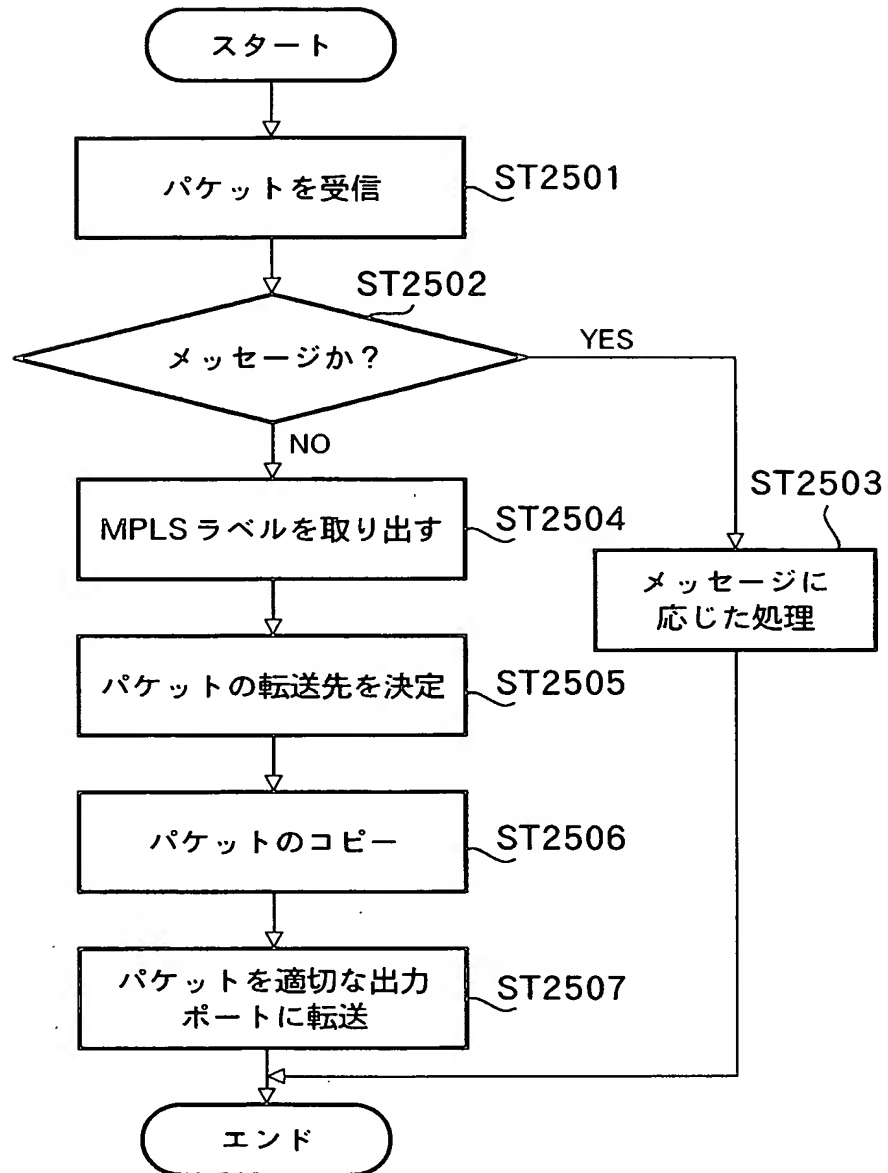 スタート
パケットを受信
ST2501
ST2502
メッセージか?
YES
NO
MPLSラベルを取り出す
ST2504
ST2503
メッセージに
応じた処理
パケットの転送先を決定
ST2505
パケットのコピー
ST2506
パケットを適切な出力
ポートに転送
ST2507
エンド